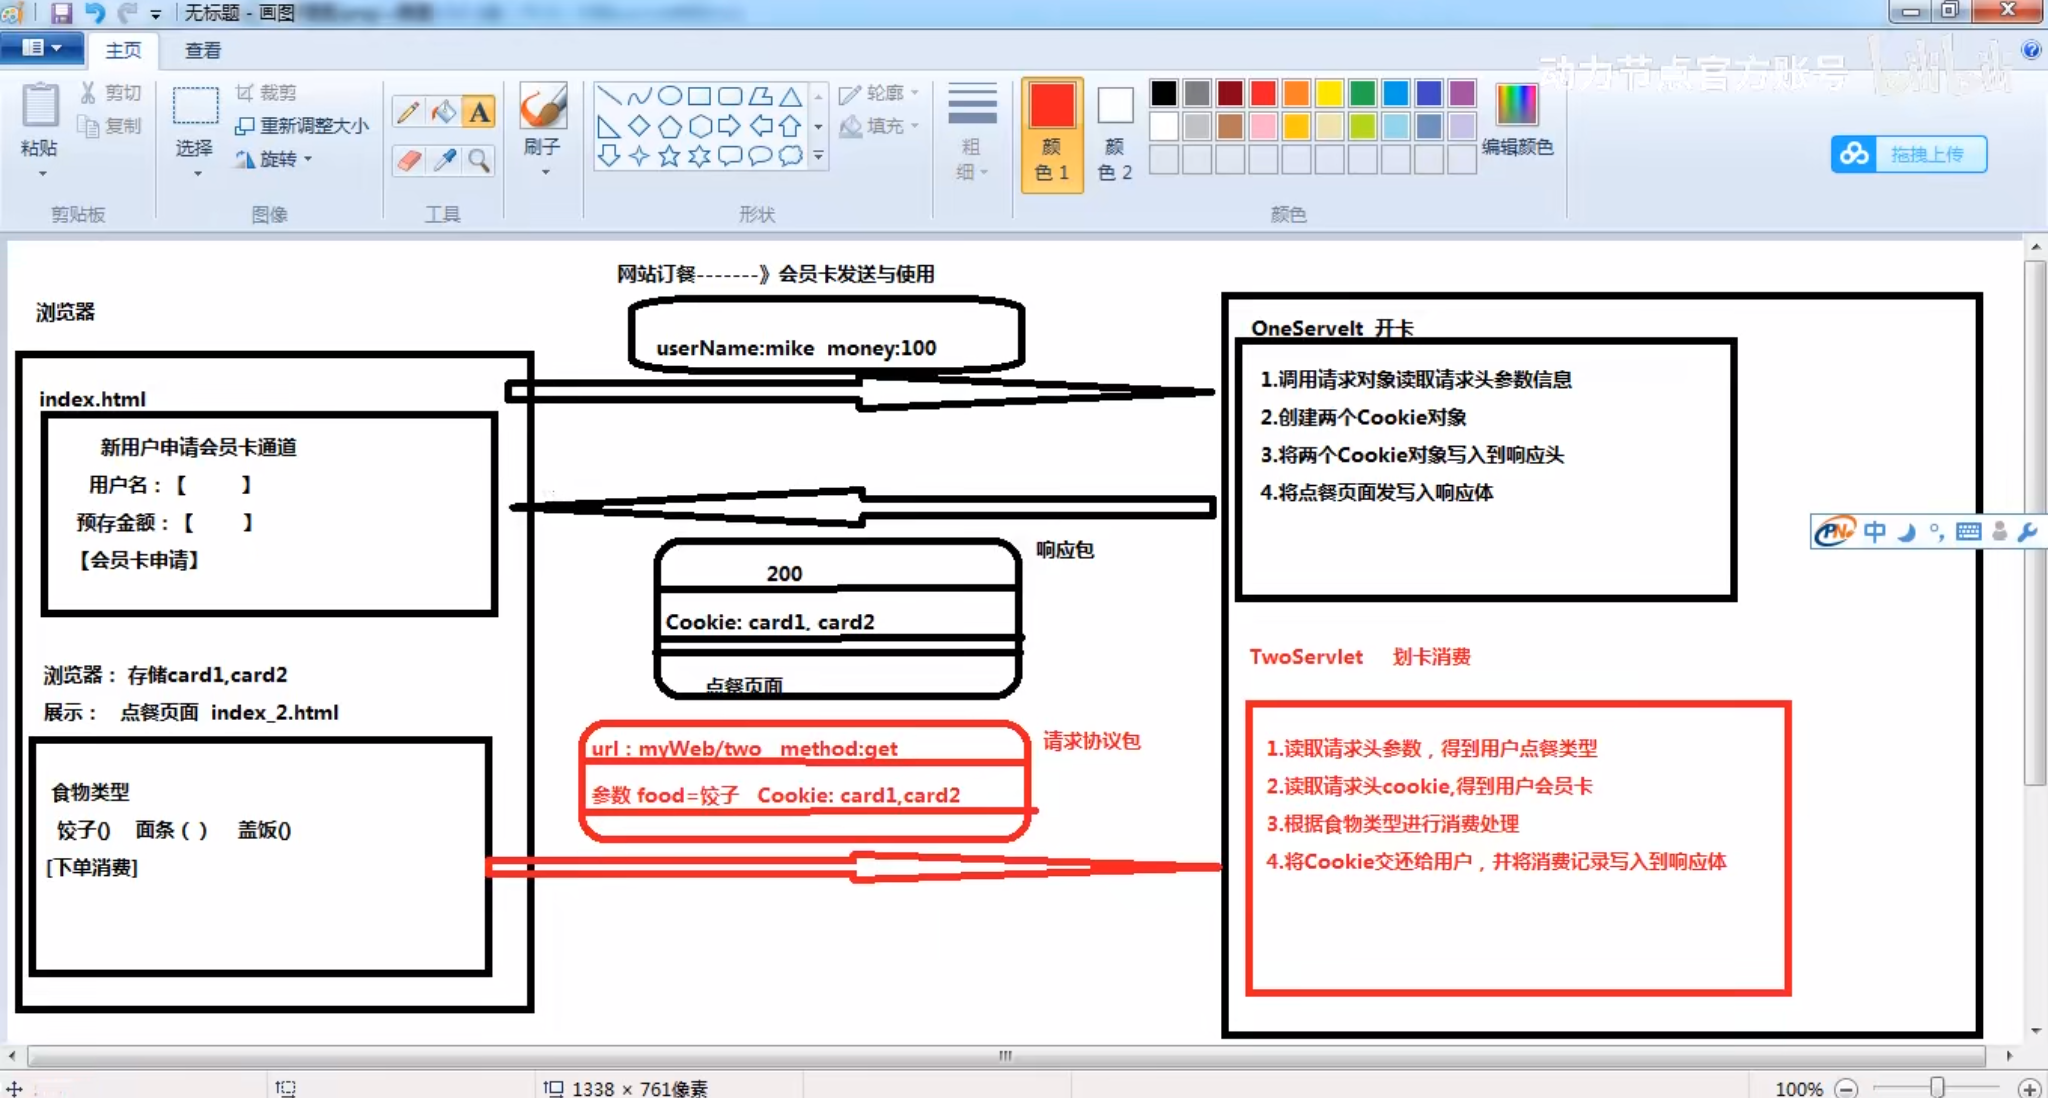 无标题 - 画图
主页 查看
动力节点官方账号 bilibili
粘贴 剪切 复制
剪贴板
选择 裁剪 重新调整大小 旋转
图像
A
工具
刷子
轮廓 填充
形状
粗细
颜色 1 颜色 2
编辑颜色
颜色
拖拽上传
网站订餐-------》会员卡发送与使用
浏览器
userName:mike money:100
index.html
新用户申请会员卡通道
用户名：【 】
预存金额：【 】
【会员卡申请】
浏览器： 存储card1,card2
展示： 点餐页面 index_2.html
食物类型
饺子() 面条（ ） 盖饭()
[下单消费]
响应包
200
Cookie: card1, card2
点餐页面
请求协议包
url：myWeb/two method:get
参数 food=饺子 Cookie: card1,card2
OneServelt 开卡
1.调用请求对象读取请求头参数信息
2.创建两个Cookie对象
3.将两个Cookie对象写入到响应头
4.将点餐页面发写入响应体
中
TwoServlet 划卡消费
1.读取请求头参数，得到用户点餐类型
2.读取请求头cookie,得到用户会员卡
3.根据食物类型进行消费处理
4.将Cookie交还给用户，并将消费记录写入到响应体
1338 × 761像素
100%